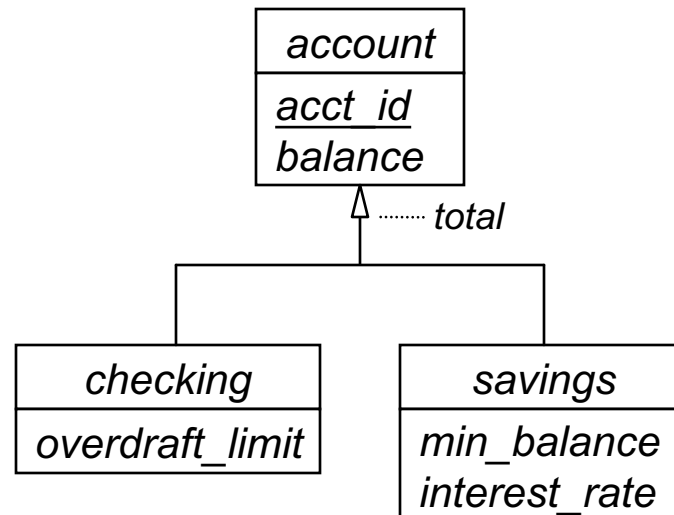 account
acct_id
balance
total
checking
savings
overdraft_limit
min_balance
interest_rate